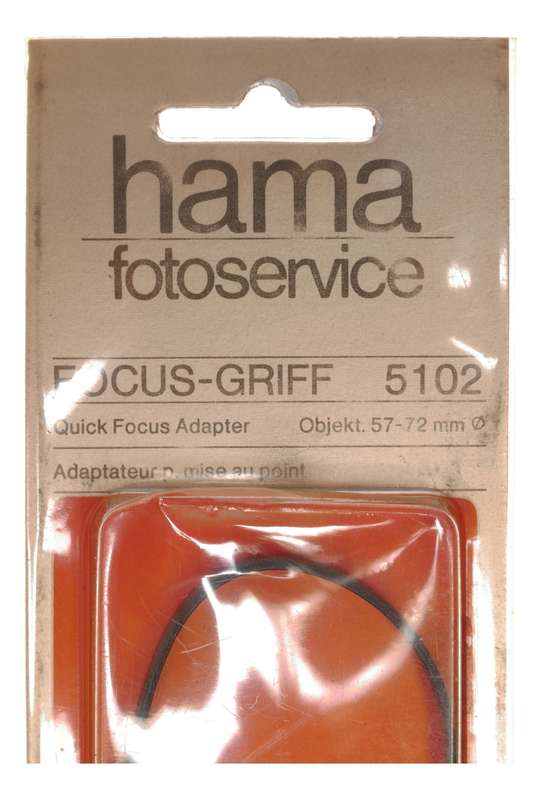 hama
fotoservice
FOCUS-GRIFF 5102
Quick Focus Adapter Objekt. 57-72 mm Ø
Adaptateur p. mise au point